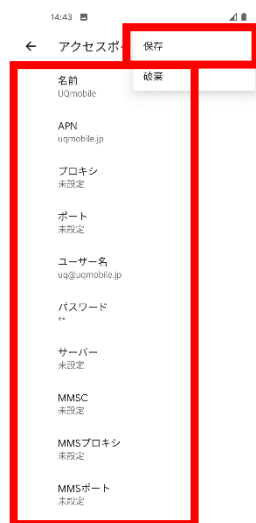 14:43
アクセスポ
保存
破棄
名前
UQmobile
APN
uqmobile.jp
プロキシ
未設定
ポート
未設定
ユーザー名
uq@uqmobile.jp
パスワード
**
サーバー
未設定
MMSC
未設定
MMSプロキシ
未設定
MMSポート
未設定